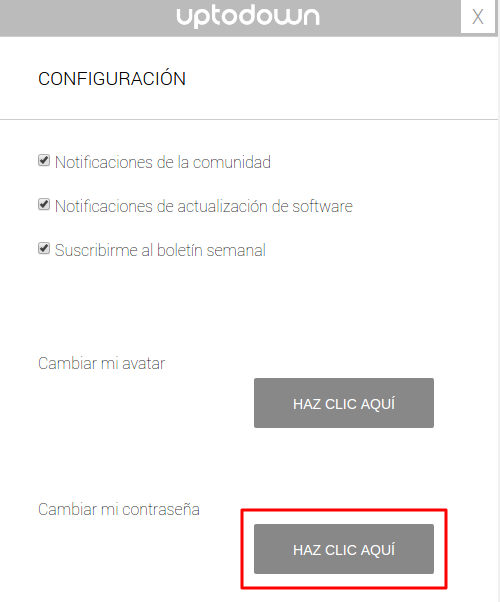 uptodown
X
CONFIGURACIÓN
Notificaciones de la comunidad
Notificaciones de actualización de software
Suscribirme al boletín semanal
Cambiar mi avatar
HAZ CLIC AQUÍ
Cambiar mi contraseña
HAZ CLIC AQUÍ